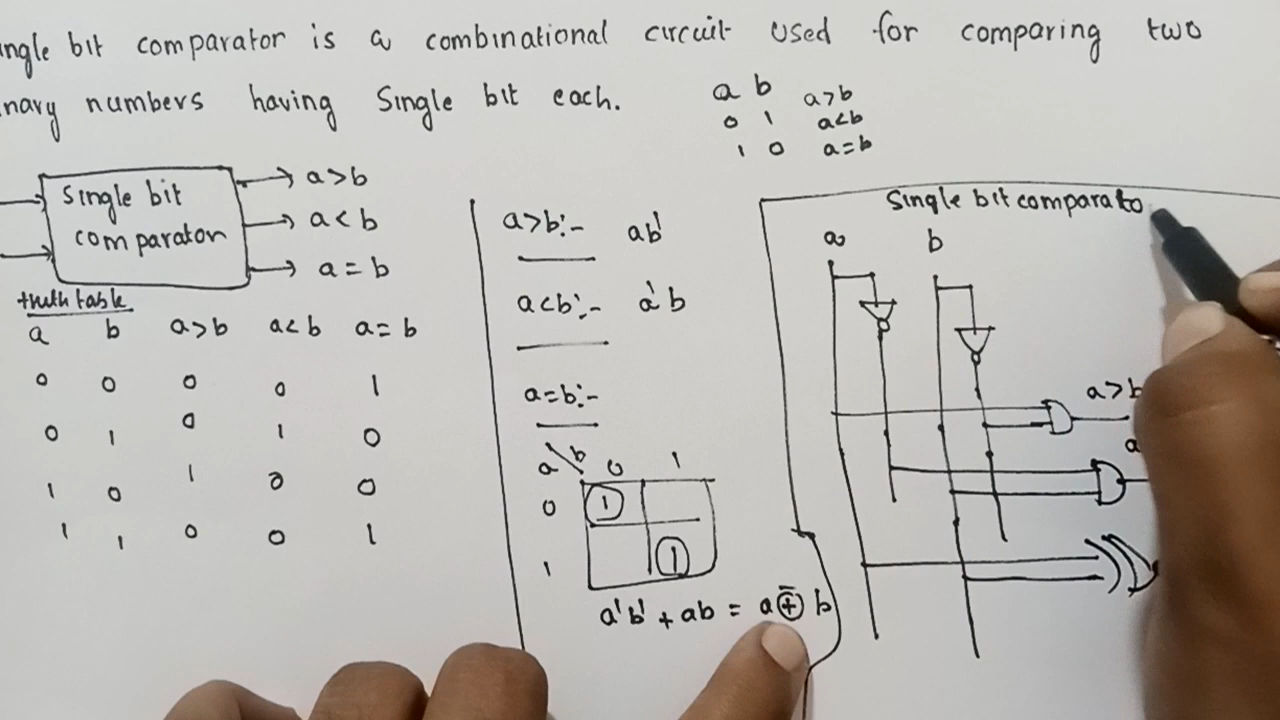 ngle bit comparator is a combinational circuit used for comparing two
nary numbers having Single bit each.
a b a>b
0 1 a<b
1 0 a=b
Single bit
comparator
a>b
a<b
a=b
truth table
a b a>b a<b a=b
0 0 0 0 1
0 1 0 1 0
1 0 1 0 0
1 1 0 0 1
a>b:- ab'
a<b:- a'b
a=b:-
a b 0 1
0 1
1 1
a'b' + ab = a ⊕̅ b
Single bit comparato
a b
a>b
a